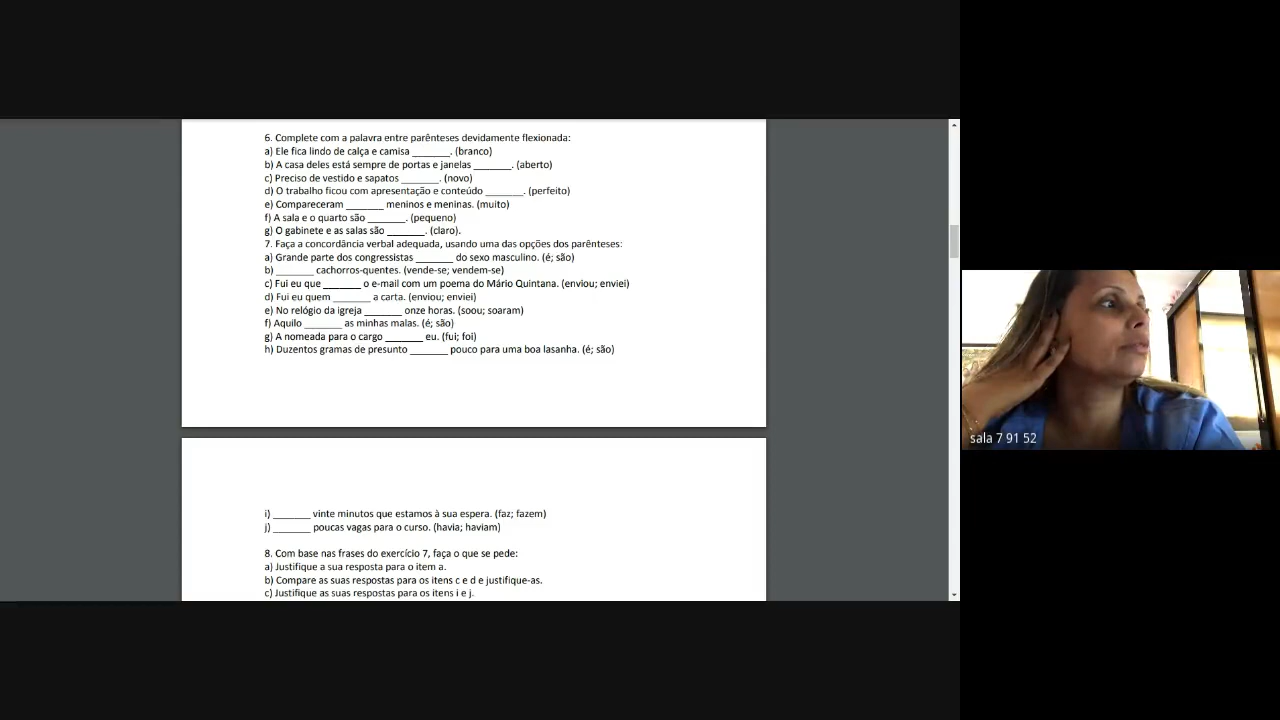 6. Complete com a palavra entre parênteses devidamente flexionada:
a) Ele fica lindo de calça e camisa _______. (branco)
b) A casa deles está sempre de portas e janelas _______. (aberto)
c) Preciso de vestido e sapatos _______. (novo)
d) O trabalho ficou com apresentação e conteúdo _______. (perfeito)
e) Compareceram _______ meninos e meninas. (muito)
f) A sala e o quarto são _______. (pequeno)
g) O gabinete e as salas são _______. (claro).
7. Faça a concordância verbal adequada, usando uma das opções dos parênteses:
a) Grande parte dos congressistas _______ do sexo masculino. (é; são)
b) _______ cachorros-quentes. (vende-se; vendem-se)
c) Fui eu que _______ o e-mail com um poema do Mário Quintana. (enviou; enviei)
d) Fui eu quem _______ a carta. (enviou; enviei)
e) No relógio da igreja _______ onze horas. (soou; soaram)
f) Aquilo _______ as minhas malas. (é; são)
g) A nomeada para o cargo _______ eu. (fui; foi)
h) Duzentos gramas de presunto _______ pouco para uma boa lasanha. (é; são)
i) _______ vinte minutos que estamos à sua espera. (faz; fazem)
j) _______ poucas vagas para o curso. (havia; haviam)
8. Com base nas frases do exercício 7, faça o que se pede:
a) Justifique a sua resposta para o item a.
b) Compare as suas respostas para os itens c e d e justifique-as.
c) Justifique as suas respostas para os itens i e j.
sala 7 91 52